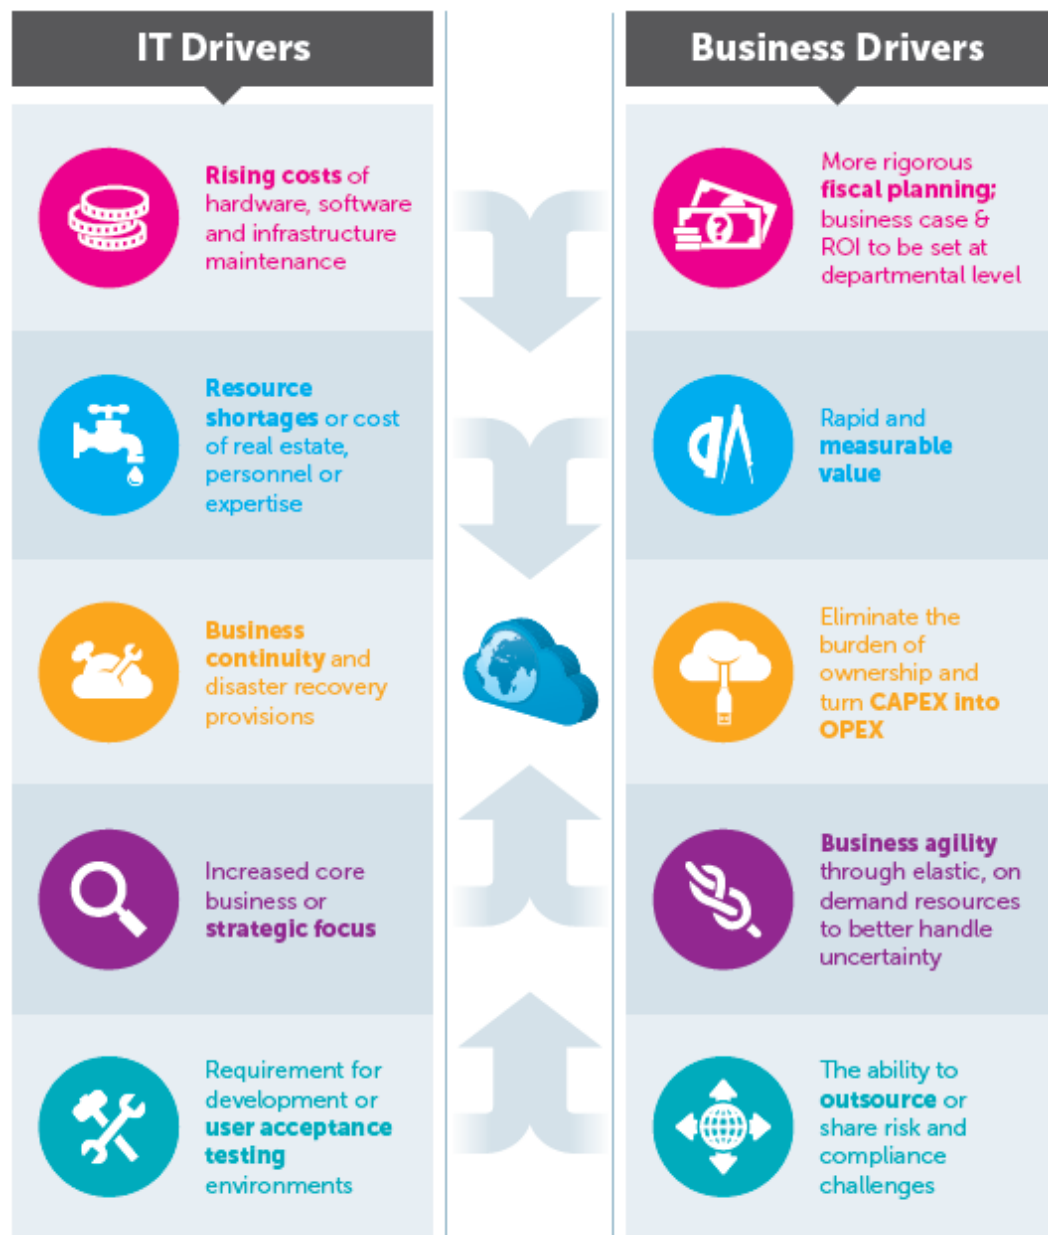 IT Drivers
Rising costs of
hardware, software
and infrastructure
maintenance
Resource
shortages or cost
of real estate,
personnel or
expertise
Business
continuity and
disaster recovery
provisions
Increased core
business or
strategic focus
Requirement for
development or
user acceptance
testing
environments
Business Drivers
More rigorous
fiscal planning;
business case &
ROI to be set at
departmental level
?
Rapid and
measurable
value
Eliminate the
burden of
ownership and
turn CAPEX into
OPEX
Business agility
through elastic, on
demand resources
to better handle
uncertainty
The ability to
outsource or
share risk and
compliance
challenges